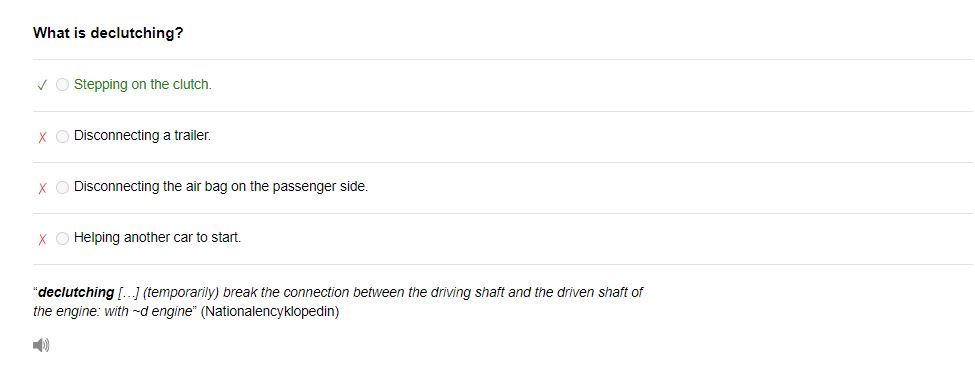 What is declutching?
✓ Stepping on the clutch.
✗ Disconnecting a trailer.
✗ Disconnecting the air bag on the passenger side.
✗ Helping another car to start.
“declutching […] (temporarily) break the connection between the driving shaft and the driven shaft of
the engine: with ~d engine” (Nationalencyklopedin)